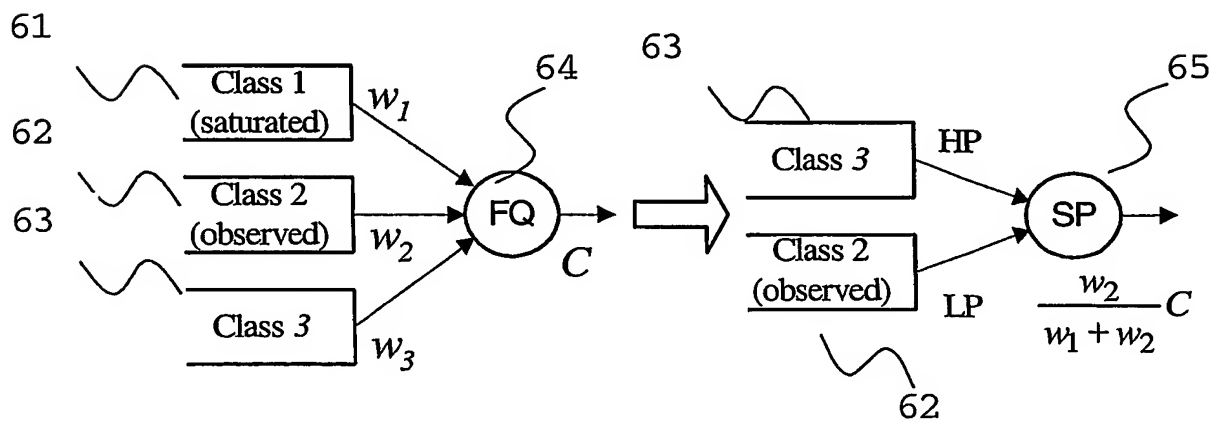 61
Class 1
(saturated)
w1
62
Class 2
(observed)
w2
63
Class 3
w3
64
FQ
C
63
Class 3
HP
65
SP
Class 2
(observed)
LP
w2
w1 + w2
C
62